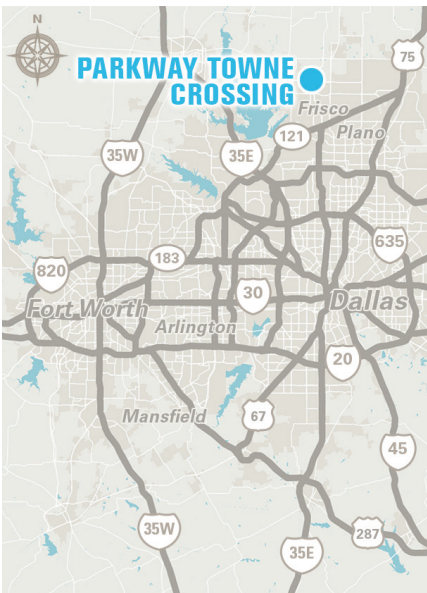 N
75
PARKWAY TOWNE
CROSSING
Frisco
121
Plano
35W
35E
183
635
820
30
Fort Worth
Dallas
Arlington
20
Mansfield
67
45
35W
287
35E